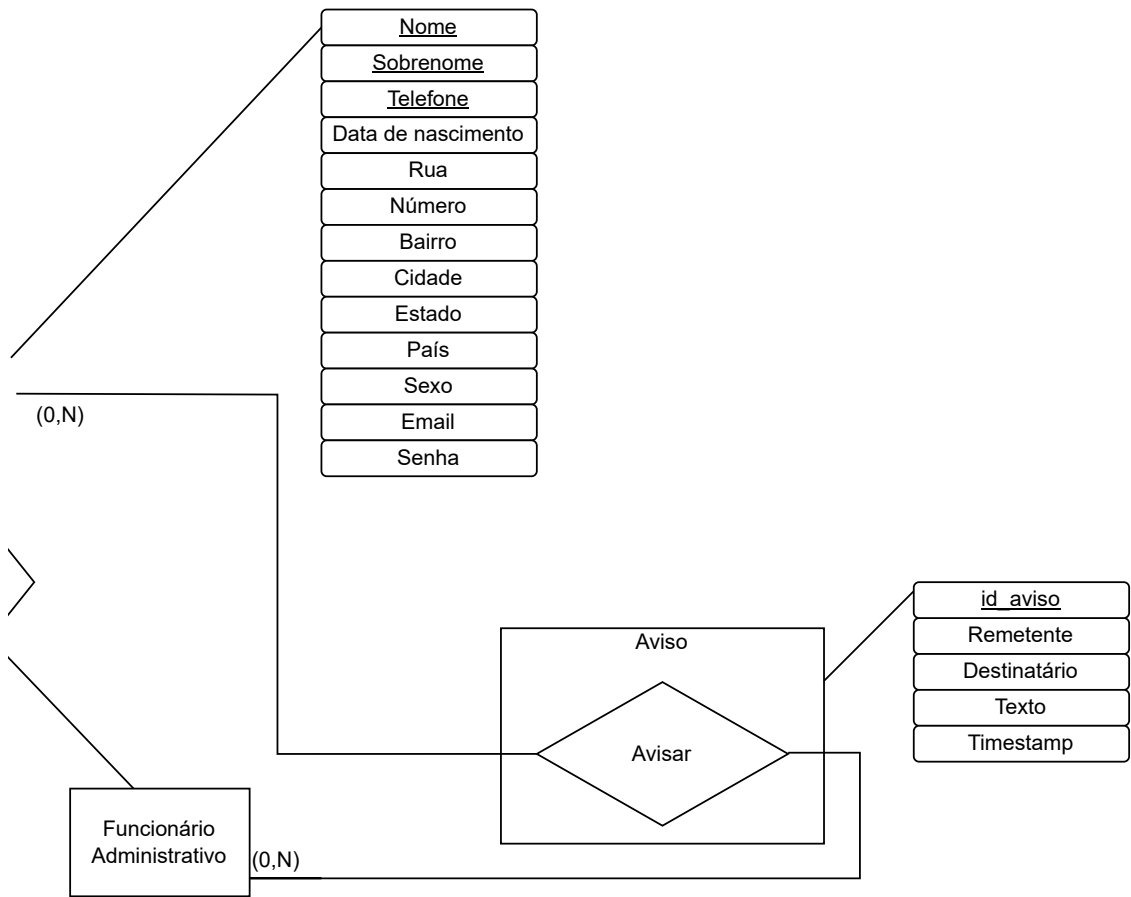 Nome
Sobrenome
Telefone
Data de nascimento
Rua
Número
Bairro
Cidade
Estado
País
Sexo
Email
Senha
(0,N)
id_aviso
Remetente
Destinatário
Texto
Timestamp
Aviso
Avisar
Funcionário
Administrativo
(0,N)